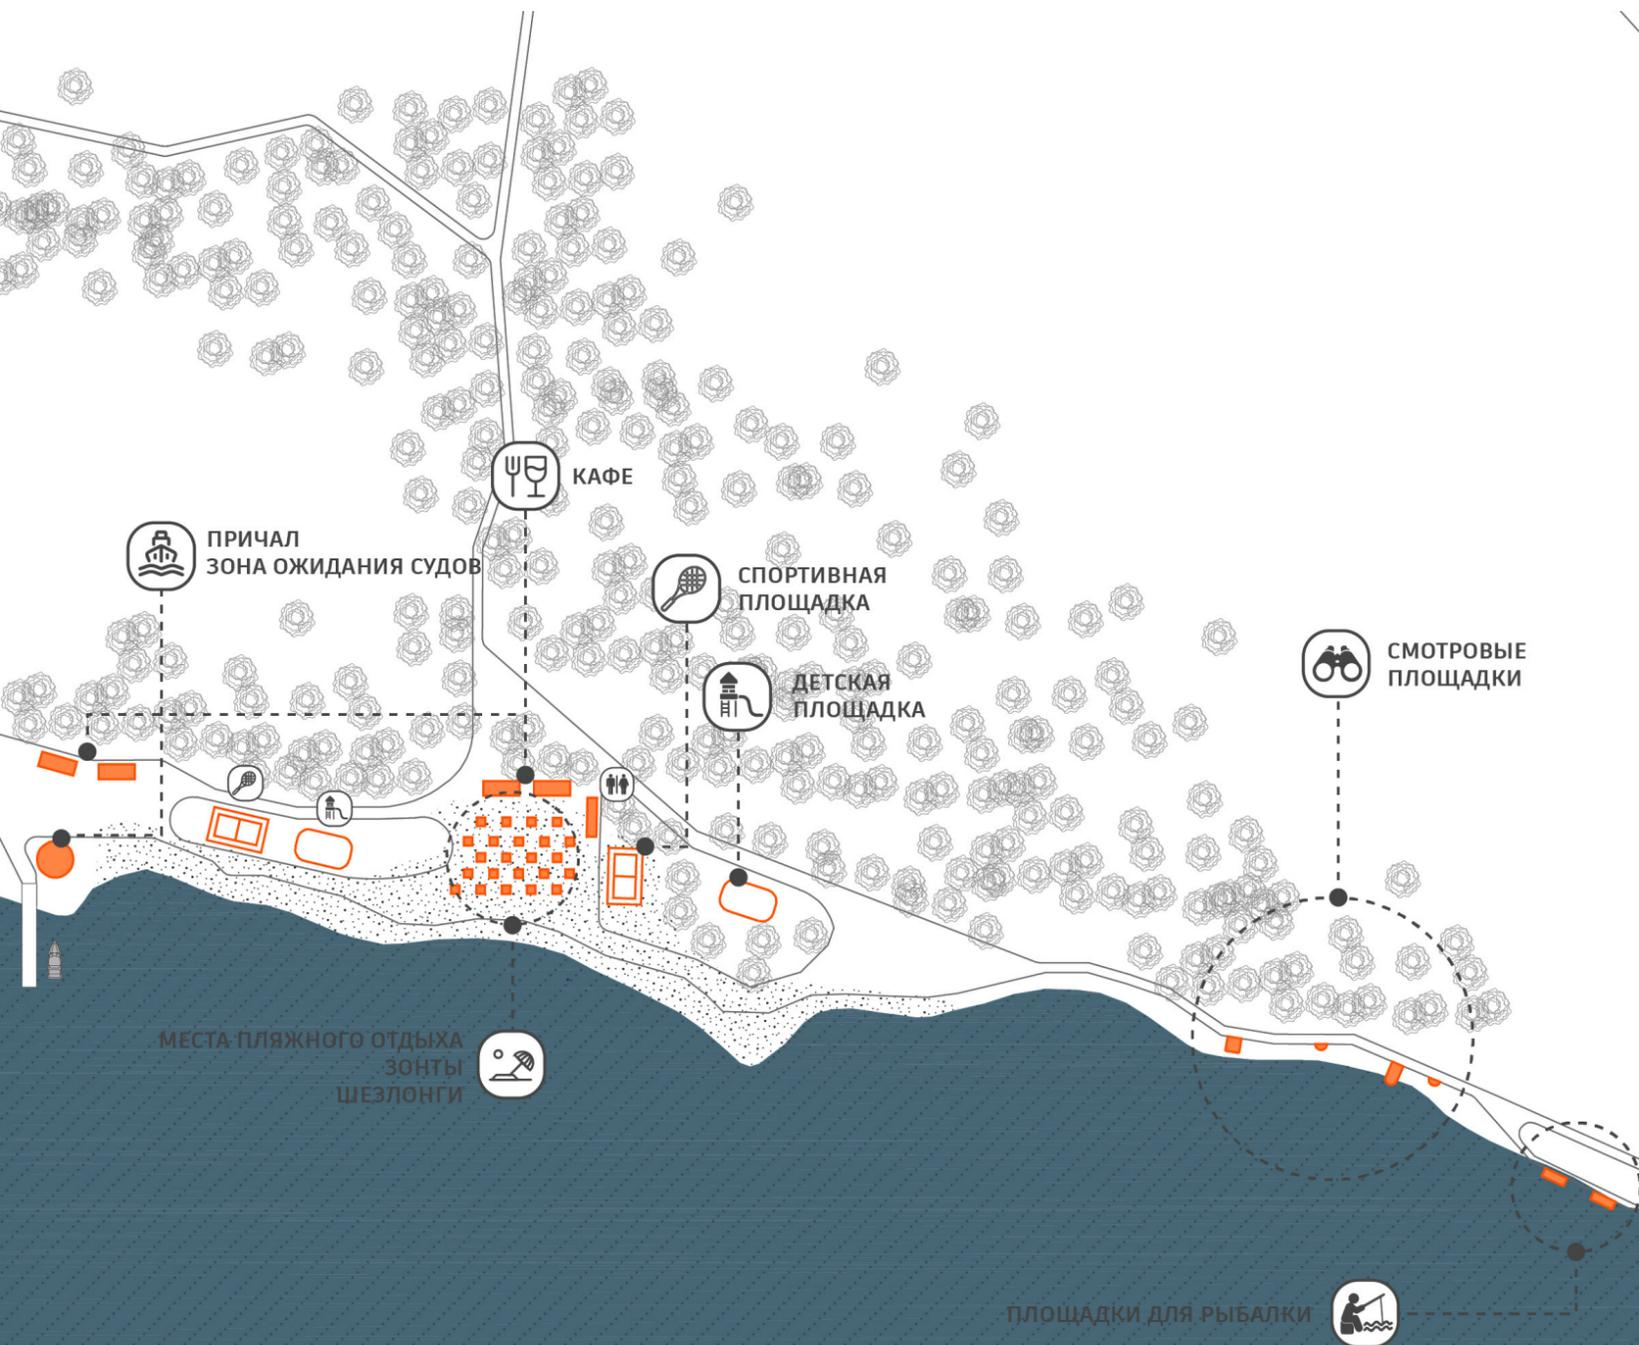 КАФЕ
ПРИЧАЛ
ЗОНА ОЖИДАНИЯ СУДОВ
СПОРТИВНАЯ
ПЛОЩАДКА
ДЕТСКАЯ
ПЛОЩАДКА
СМОТРОВЫЕ
ПЛОЩАДКИ
МЕСТА ПЛЯЖНОГО ОТДЫХА
ЗОНТЫ
ШЕЗЛОНГИ
ПЛОЩАДКИ ДЛЯ РЫБАЛКИ